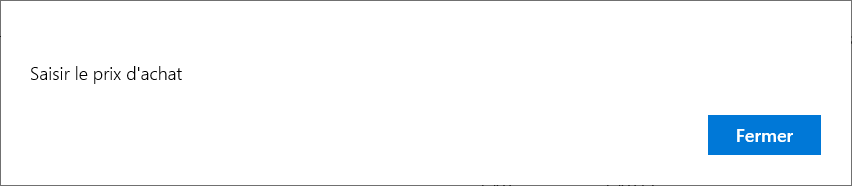 Saisir le prix d'achat
Fermer